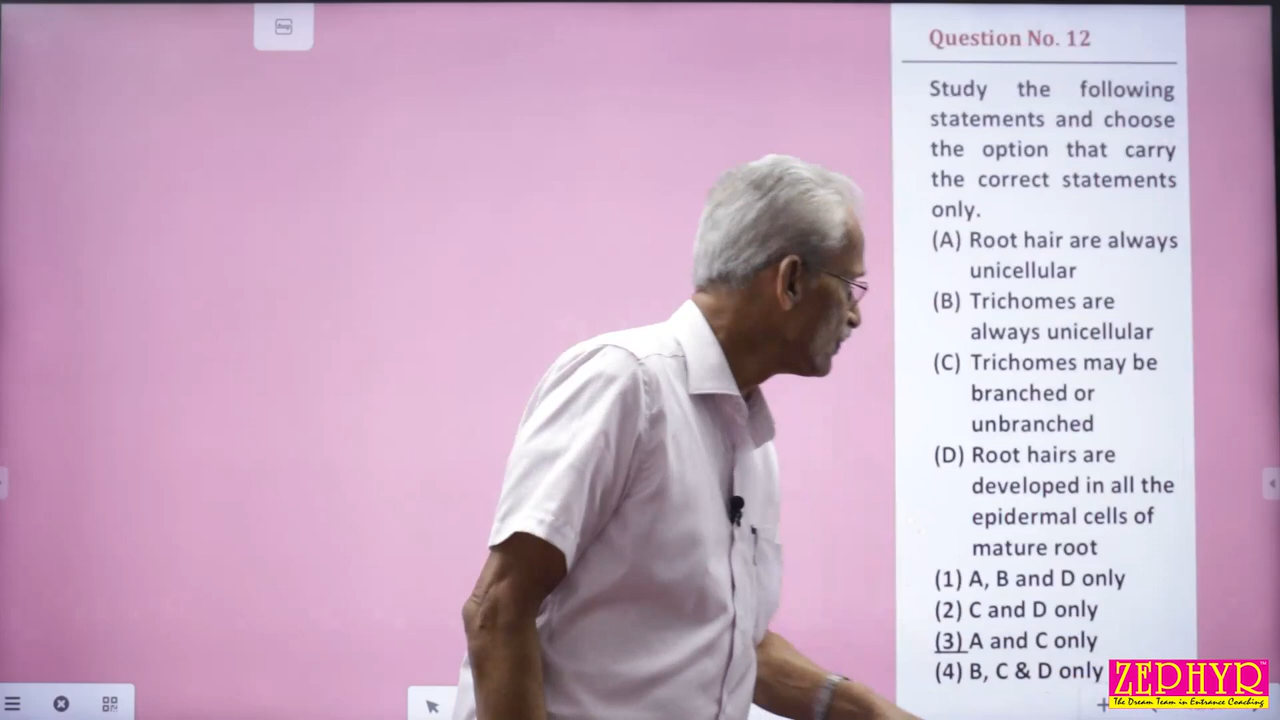 Question No. 12
Study the following
statements and choose
the option that carry
the correct statements
only.
(A) Root hair are always
unicellular
(B) Trichomes are
always unicellular
(C) Trichomes may be
branched or
unbranched
(D) Root hairs are
developed in all the
epidermal cells of
mature root
(1) A, B and D only
(2) C and D only
(3) A and C only
(4) B, C & D only
ZEPHYR
The Dream Team in Entrance Coaching